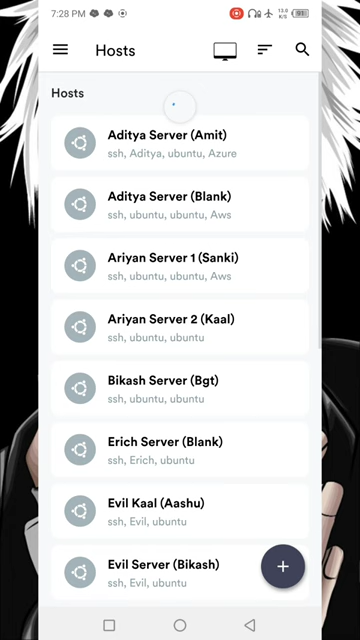 7:28 PM
13.0
K/S
91
Hosts
Hosts
Aditya Server (Amit)
ssh, Aditya, ubuntu, Azure
Aditya Server (Blank)
ssh, ubuntu, ubuntu, Aws
Ariyan Server 1 (Sanki)
ssh, ubuntu, ubuntu, Aws
Ariyan Server 2 (Kaal)
ssh, ubuntu, ubuntu
Bikash Server (Bgt)
ssh, ubuntu, ubuntu
Erich Server (Blank)
ssh, Erich, ubuntu
Evil Kaal (Aashu)
ssh, Evil, ubuntu
Evil Server (Bikash)
ssh, Evil, ubuntu